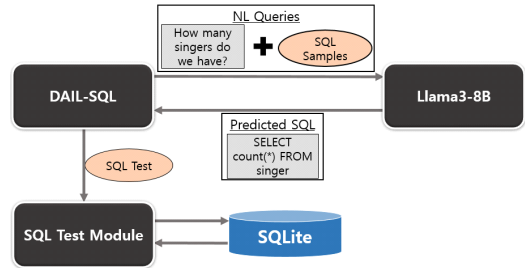 NL Queries
How many
singers do
we have?
SQL
Samples
DAIL-SQL
Llama3-8B
Predicted SQL
SELECT
count(*) FROM
singer
SQL Test
SQL Test Module
SQLite